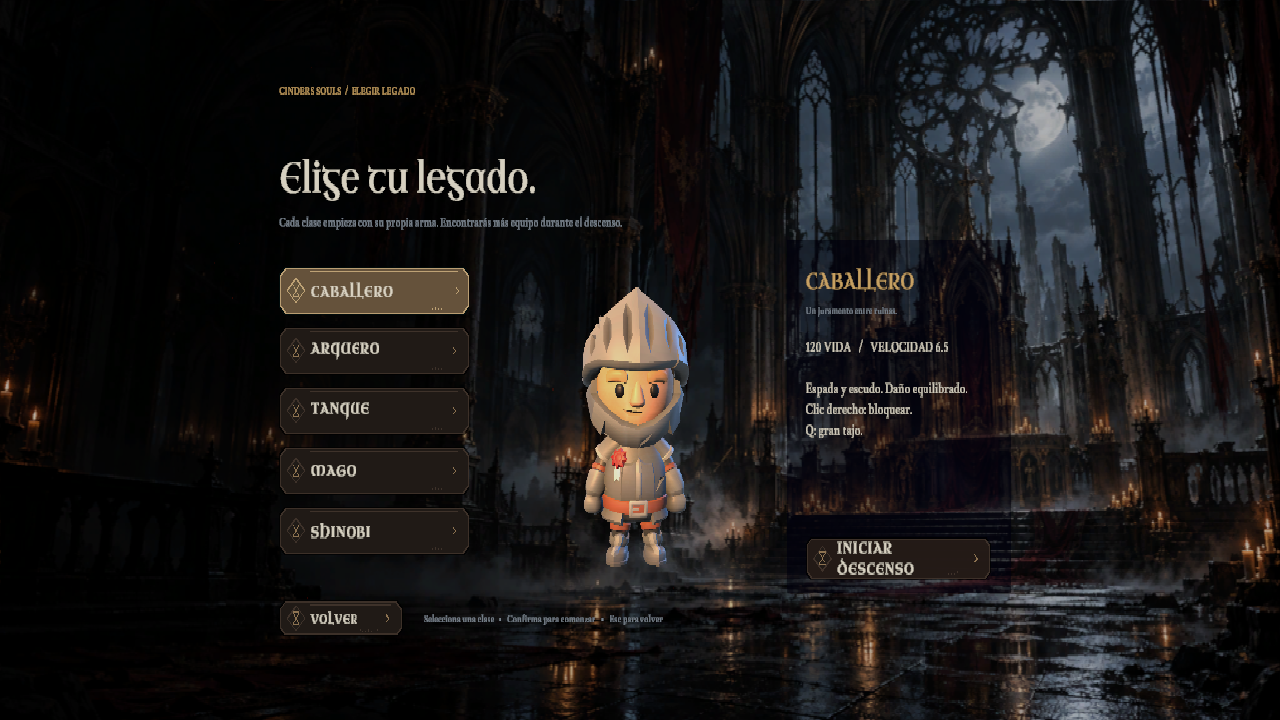 CINDERS SOULS / ELEGIR LEGADO
Elige tu legado.
Cada clase empieza con su propia arma. Encontrarás más equipo durante el descenso.
CABALLERO
ARQUERO
TANQUE
MAGO
SHINOBI
VOLVER
Selecciona una clase • Confirma para comenzar • Esc para volver
CABALLERO
Un juramento entre ruinas.
120 VIDA / VELOCIDAD 6.5
Espada y escudo. Daño equilibrado.
Clic derecho: bloquear.
Q: gran tajo.
INICIAR
DESCENSO